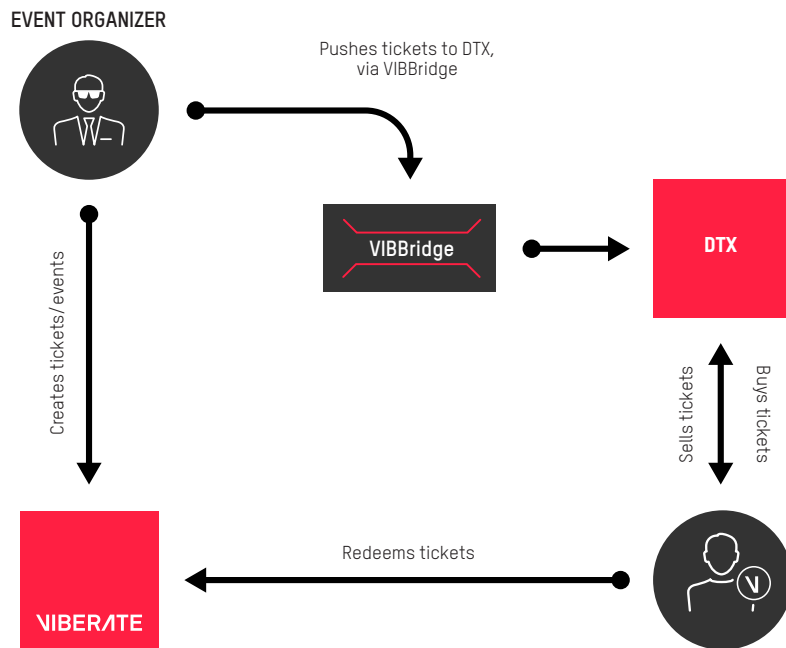 EVENT ORGANIZER
Pushes tickets to DTX,
via VIBBridge
VIBBridge
DTX
Creates tickets/events
Sells tickets
Buys tickets
Redeems tickets
V
VIBERATE